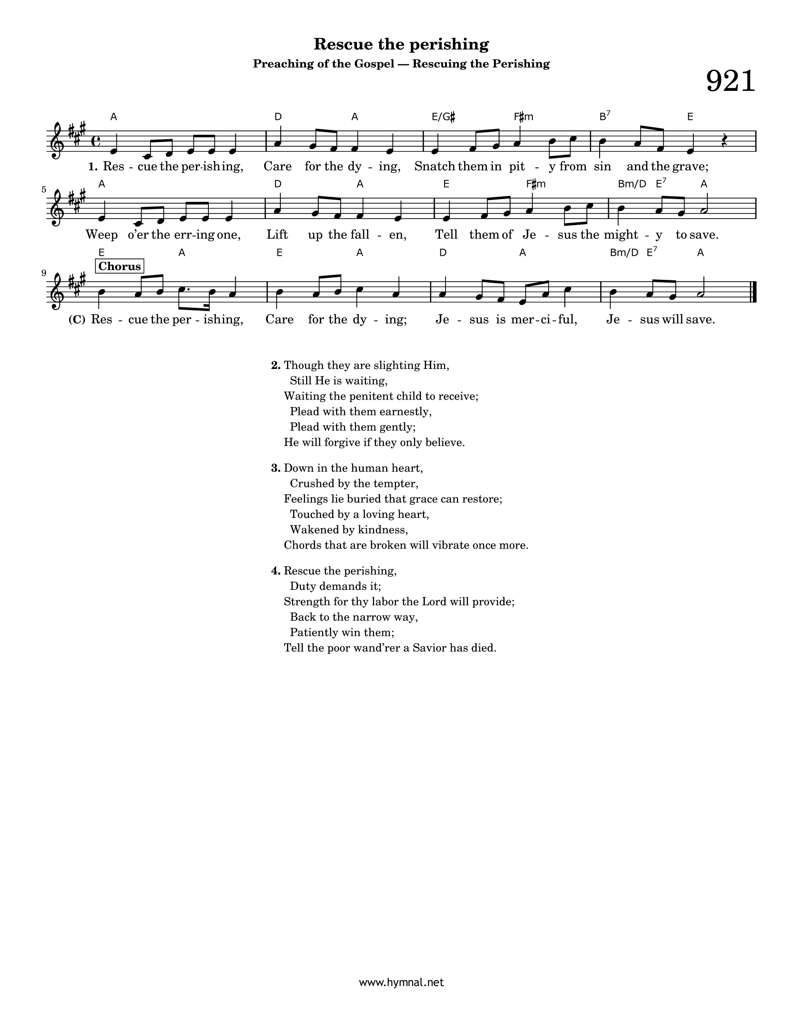 Rescue the perishing
Preaching of the Gospel — Rescuing the Perishing
921
A D A E/G♯ F♯m B7 E
1. Res - cue the per-ish ing, Care for the dy - ing, Snatch them in pit - y from sin and the grave;
5 A D A E F♯m Bm/D E7 A
Weep o'er the err-ing one, Lift up the fall - en, Tell them of Je - sus the might - y to save.
E A E A D A Bm/D E7 A
9 Chorus
(C) Res - cue the per - ish ing, Care for the dy - ing; Je - sus is mer-ci-ful, Je - sus will save.
2. Though they are slighting Him,
Still He is waiting,
Waiting the penitent child to receive;
Plead with them earnestly,
Plead with them gently;
He will forgive if they only believe.
3. Down in the human heart,
Crushed by the tempter,
Feelings lie buried that grace can restore;
Touched by a loving heart,
Wakened by kindness,
Chords that are broken will vibrate once more.
4. Rescue the perishing,
Duty demands it;
Strength for thy labor the Lord will provide;
Back to the narrow way,
Patiently win them;
Tell the poor wand'rer a Savior has died.
www.hymnal.net